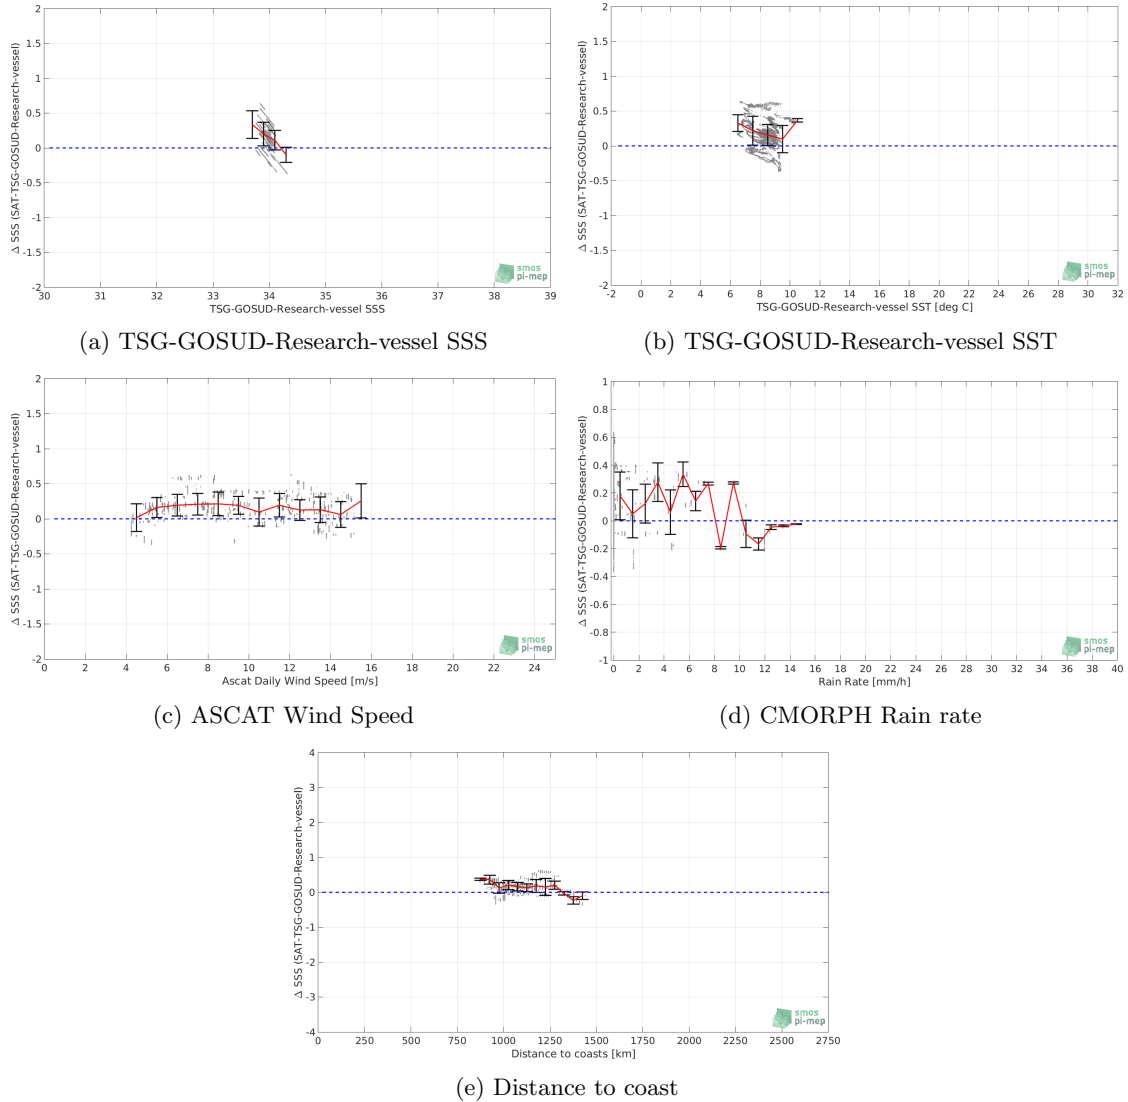 2
1.5
1
0.5
0
-0.5
-1
-1.5
-2
Δ SSS (SAT-TSG-GOSUD-Research-vessel)
30 31 32 33 34 35 36 37 38 39
TSG-GOSUD-Research-vessel SSS
smos
pi-mep
(a) TSG-GOSUD-Research-vessel SSS
2
1.5
1
0.5
0
-0.5
-1
-1.5
-2
Δ SSS (SAT-TSG-GOSUD-Research-vessel)
-2 0 2 4 6 8 10 12 14 16 18 20 22 24 26 28 30 32
TSG-GOSUD-Research-vessel SST [deg C]
smos
pi-mep
(b) TSG-GOSUD-Research-vessel SST
2
1.5
1
0.5
0
-0.5
-1
-1.5
-2
Δ SSS (SAT-TSG-GOSUD-Research-vessel)
0 2 4 6 8 10 12 14 16 18 20 22 24
Ascat Daily Wind Speed [m/s]
smos
pi-mep
(c) ASCAT Wind Speed
1
0.8
0.6
0.4
0.2
0
-0.2
-0.4
-0.6
-0.8
-1
Δ SSS (SAT-TSG-GOSUD-Research-vessel)
0 2 4 6 8 10 12 14 16 18 20 22 24 26 28 30 32 34 36 38 40
Rain Rate [mm/h]
smos
pi-mep
(d) CMORPH Rain rate
4
3
2
1
0
-1
-2
-3
-4
Δ SSS (SAT-TSG-GOSUD-Research-vessel)
0 250 500 750 1000 1250 1500 1750 2000 2250 2500 2750
Distance to coasts [km]
smos
pi-mep
(e) Distance to coast